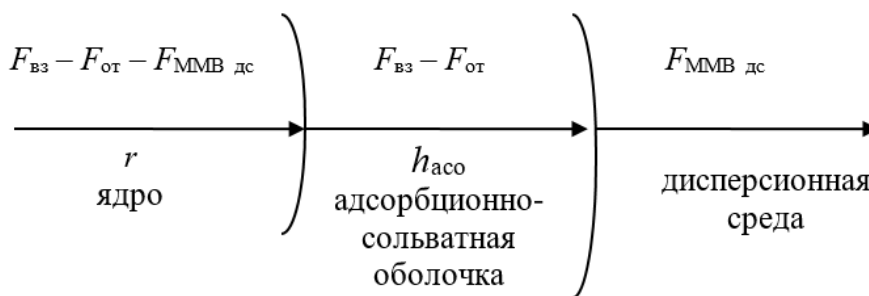 Fвз – Fот – FММВ дс
Fвз – Fот
FММВ дс
r
ядро
hасо
адсорбционно-
сольватная
оболочка
дисперсионная
среда